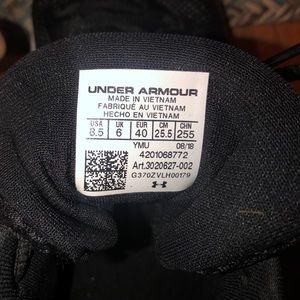 UNDER ARMOUR
MADE IN VIETNAM
FABRIQUÉ AU VIETNAM
HECHO EN VIETNAM
USA UK EUR CM CHN
8.5 6 40 25.5 255
YMU 08/18
4201068772
Art.3020627-002
G370ZVLH00179